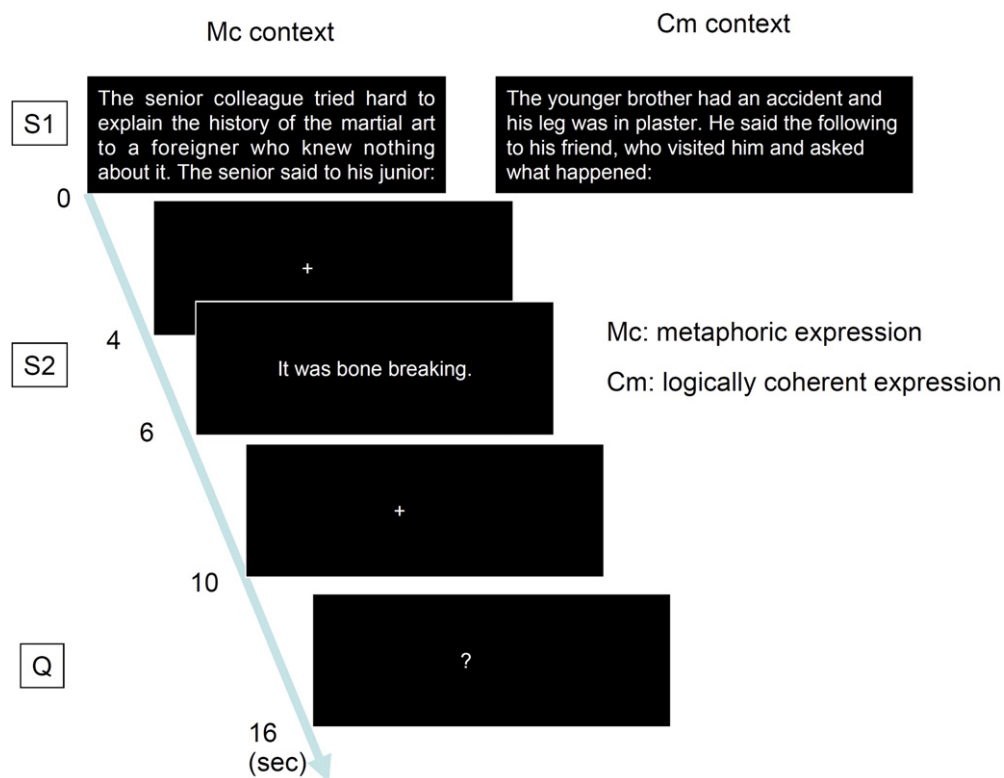 Mc context
Cm context
S1
The senior colleague tried hard to
explain the history of the martial art
to a foreigner who knew nothing
about it. The senior said to his junior:
The younger brother had an accident and
his leg was in plaster. He said the following
to his friend, who visited him and asked
what happened:
0
+
4
S2
It was bone breaking.
Mc: metaphoric expression
Cm: logically coherent expression
6
+
10
Q
?
16
(sec)